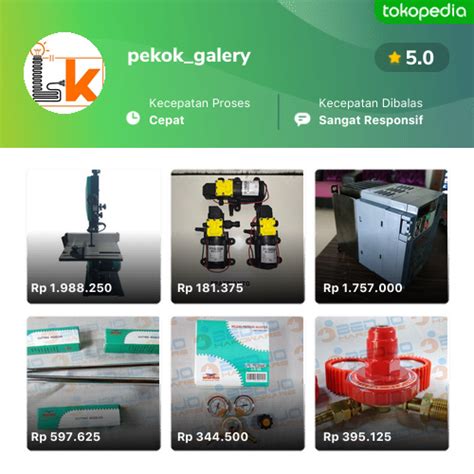 tokopedia
k
pekok_galery
5.0
Kecepatan Proses
Cepat
Kecepatan Dibalas
Sangat Responsif
Rp 1.988.250
Rp 181.375
Rp 1.757.000
Rp 597.625
Rp 344.500
Rp 395.125